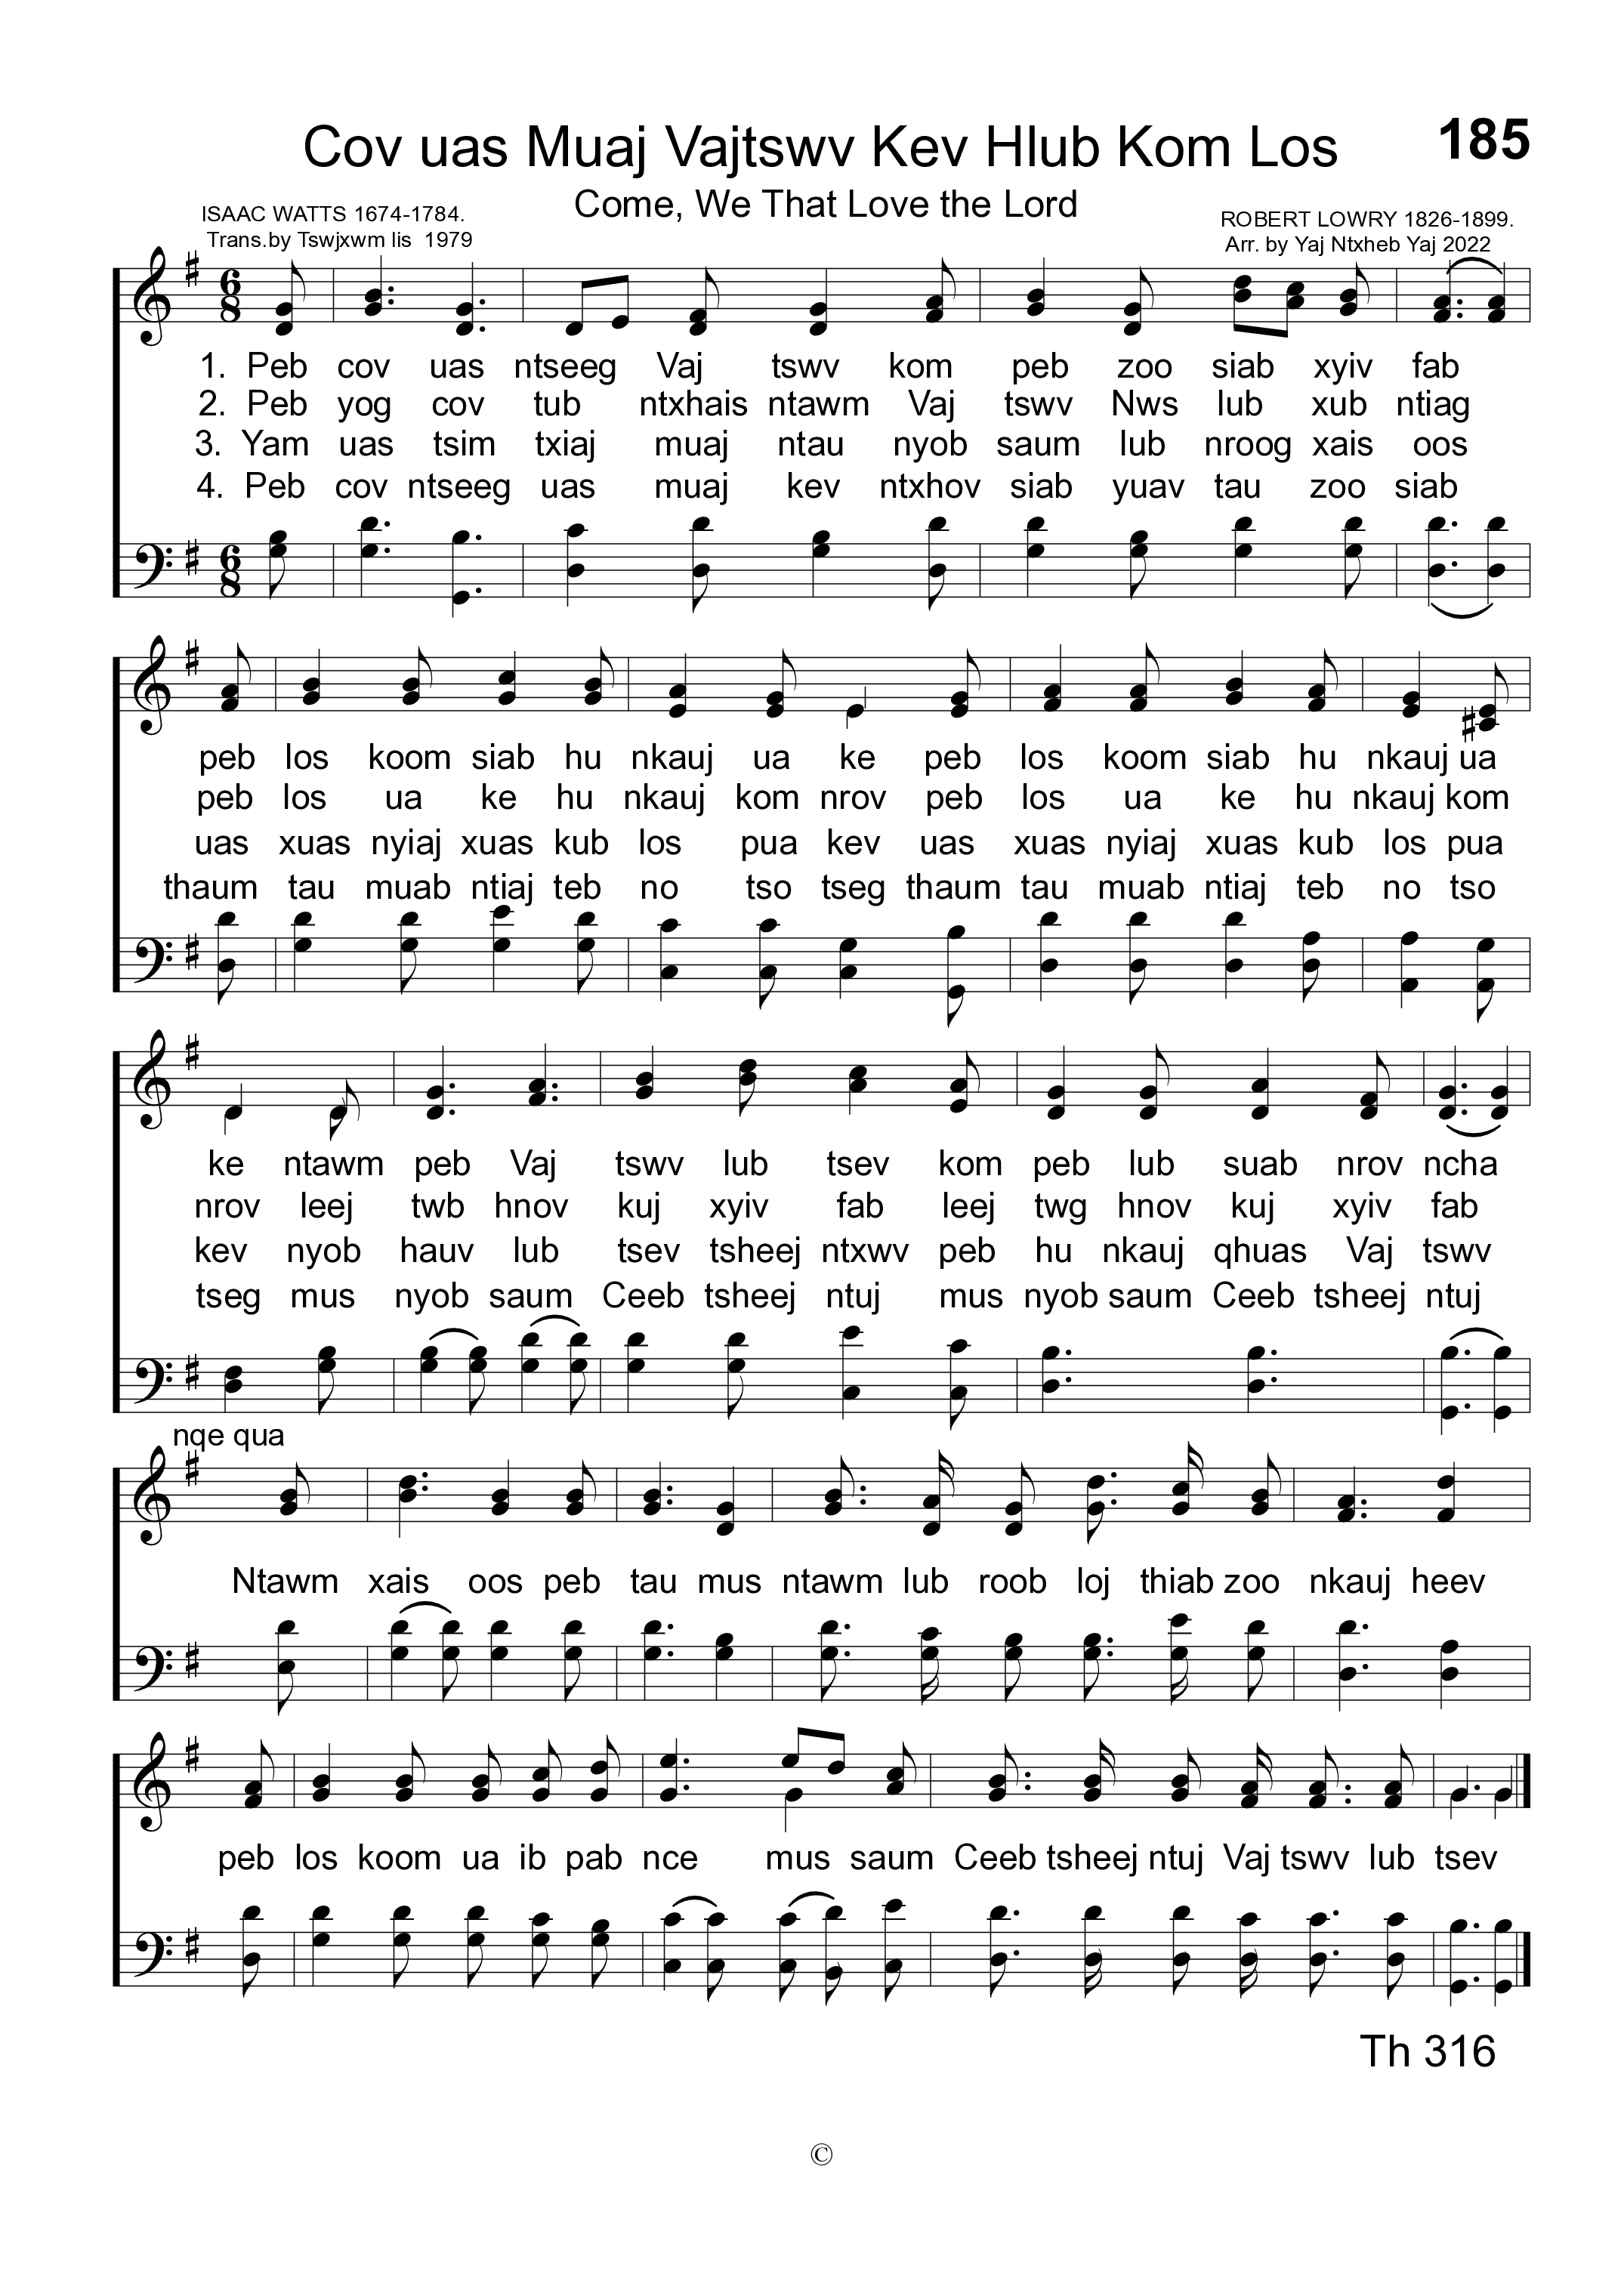 Cov uas Muaj Vajtswv Kev Hlub Kom Los
185
Come, We That Love the Lord
ISAAC WATTS 1674-1784.
Trans.by Tswjxwm lis 1979
ROBERT LOWRY 1826-1899.
Arr. by Yaj Ntxheb Yaj 2022
6
8
1. Peb cov uas ntseeg Vaj tswv kom peb zoo siab xyiv fab
2. Peb yog cov tub ntxhais ntawm Vaj tswv Nws lub xub ntiag
3. Yam uas tsim txiaj muaj ntau nyob saum lub nroog xais oos
4. Peb cov ntseeg uas muaj kev ntxhov siab yuav tau zoo siab
6
8
peb los koom siab hu nkauj ua ke peb los koom siab hu nkauj ua
peb los ua ke hu nkauj kom nrov peb los ua ke hu nkauj kom
uas xuas nyiaj xuas kub los pua kev uas xuas nyiaj xuas kub los pua
thaum tau muab ntiaj teb no tso tseg thaum tau muab ntiaj teb no tso
ke ntawm peb Vaj tswv lub tsev kom peb lub suab nrov ncha
nrov leej twb hnov kuj xyiv fab leej twg hnov kuj xyiv fab
kev nyob hauv lub tsev tsheej ntxwv peb hu nkauj qhuas Vaj tswv
tseg mus nyob saum Ceeb tsheej ntuj mus nyob saum Ceeb tsheej ntuj
nqe qua
Ntawm xais oos peb tau mus ntawm lub roob loj thiab zoo nkauj heev
peb los koom ua ib pab nce mus saum Ceeb tsheej ntuj Vaj tswv lub tsev
Th 316
©